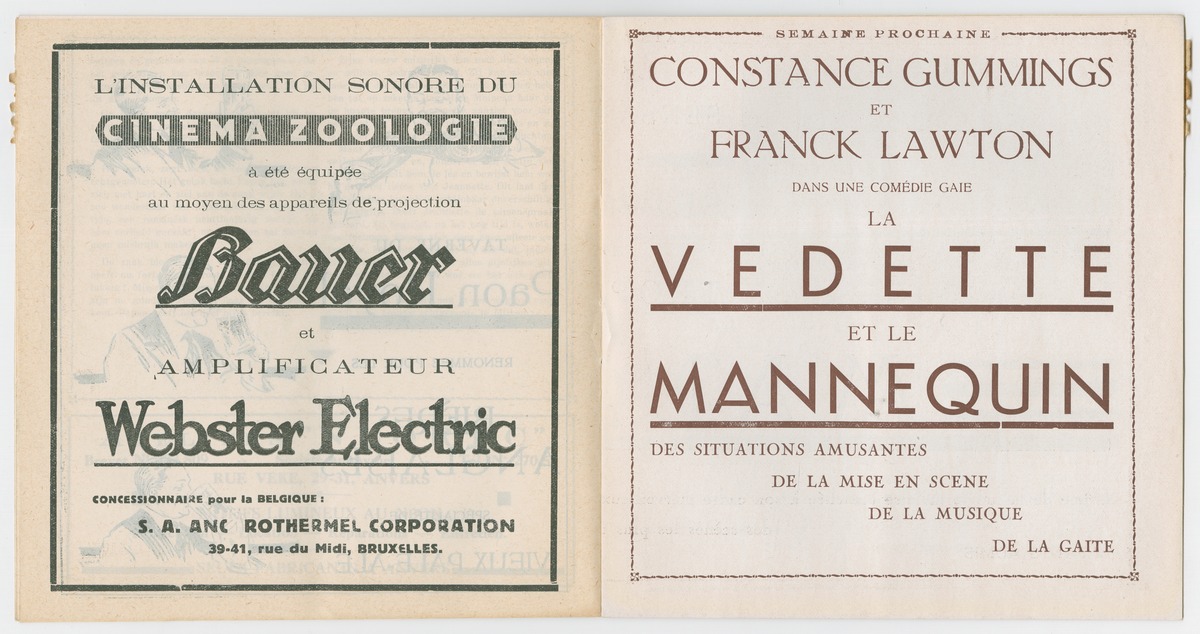 L'INSTALLATION SONORE DU
CINEMA ZOOLOGIE
à été équipée
au moyen des appareils de projection
Bauer
et
AMPLIFICATEUR
Webster Electric
CONCESSIONNAIRE pour la BELGIQUE :
S. A. ANC ROTHERMEL CORPORATION
39-41, rue du Midi, BRUXELLES.
SEMAINE PROCHAINE
CONSTANCE GUMMINGS
ET
FRANCK LAWTON
DANS UNE COMÉDIE GAIE
LA
VEDETTE
ET LE
MANNEQUIN
DES SITUATIONS AMUSANTES
DE LA MISE EN SCENE
DE LA MUSIQUE
DE LA GAITE